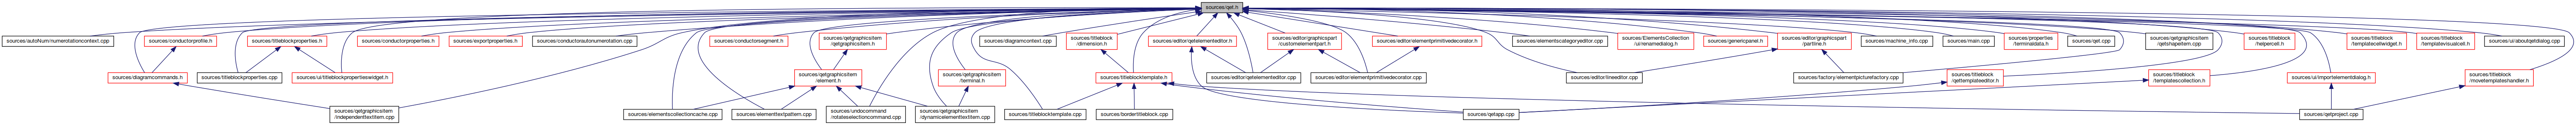 sources/qet.h
sources/autoNum/numerotationcontext.cpp
sources/conductorprofile.h
sources/titleblockproperties.h
sources/conductorproperties.h
sources/exportproperties.h
sources/conductorautonumerotation.cpp
sources/conductorsegment.h
sources/qetgraphicsitem
/qetgraphicsitem.h
sources/diagramcontext.cpp
sources/titleblock
/dimension.h
sources/editor/qetelementeditor.h
sources/editor/graphicspart
/customelementpart.h
sources/editor/elementprimitivedecorator.h
sources/elementscategoryeditor.cpp
sources/ElementsCollection
/ui/renamedialog.h
sources/genericpanel.h
sources/editor/graphicspart
/partline.h
sources/machine_info.cpp
sources/main.cpp
sources/properties
/terminaldata.h
sources/qet.cpp
sources/qetgraphicsitem
/qetshapeitem.cpp
sources/titleblock
/helpercell.h
sources/titleblock
/templatecellwidget.h
sources/titleblock
/templatevisualcell.h
sources/ui/aboutqetdialog.cpp
sources/diagramcommands.h
sources/titleblockproperties.cpp
sources/ui/titleblockpropertieswidget.h
sources/qetgraphicsitem
/element.h
sources/qetgraphicsitem
/terminal.h
sources/titleblocktemplate.h
sources/editor/qetelementeditor.cpp
sources/editor/elementprimitivedecorator.cpp
sources/editor/lineeditor.cpp
sources/factory/elementpicturefactory.cpp
sources/titleblock
/qettemplateeditor.h
sources/titleblock
/templatescollection.h
sources/ui/importelementdialog.h
sources/titleblock
/movetemplateshandler.h
sources/qetgraphicsitem
/independenttextitem.cpp
sources/elementscollectioncache.cpp
sources/elementtextpattern.cpp
sources/undocommand
/rotateselectioncommand.cpp
sources/qetgraphicsitem
/dynamicelementtextitem.cpp
sources/titleblocktemplate.cpp
sources/bordertitleblock.cpp
sources/qetapp.cpp
sources/qetproject.cpp